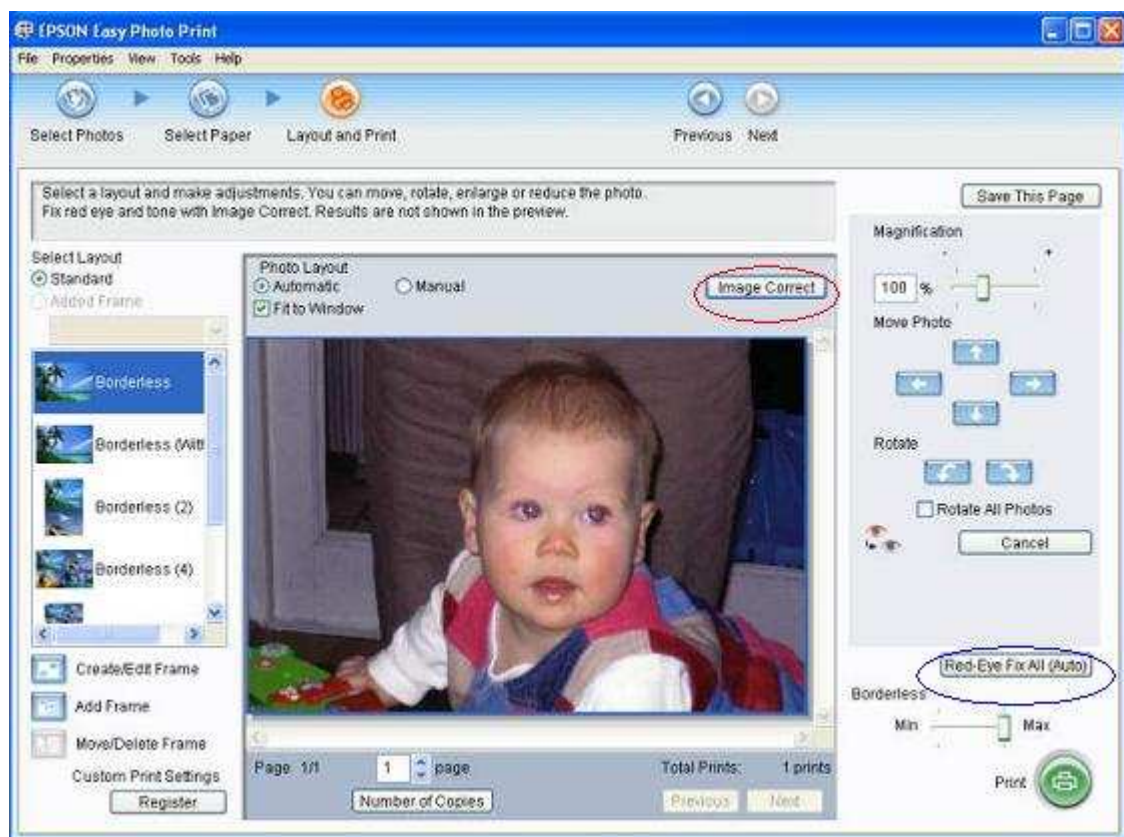 EPSON Easy Photo Print
File Properties View Tools Help
Select Photos Select Paper Layout and Print Previous Next
Select a layout and make adjustments. You can move, rotate, enlarge or reduce the photo.
Fix red eye and tone with Image Correct. Results are not shown in the preview.
Save This Page
Select Layout
Standard
Added Frame
Borderless
Borderless (With
Borderless (2)
Borderless (4)
Create/Edit Frame
Add Frame
Move/Delete Frame
Custom Print Settings
Register
Photo Layout
Automatic Manual
Fit to Window
Image Correct
Page 1/1 1 page Total Prints: 1 prints
Number of Copies Previous Next
Magnification
- +
100 %
Move Photo
Rotate
Rotate All Photos
Cancel
Red-Eye Fix All (Auto)
Borderless
Min Max
Print